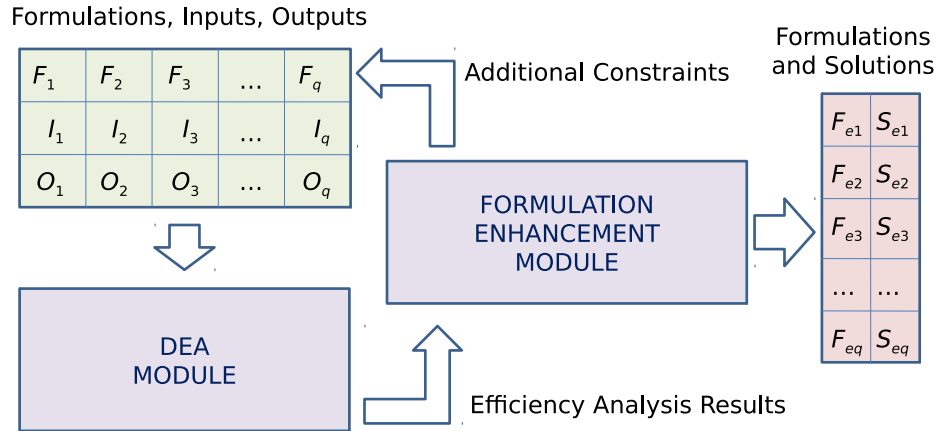 Formulations, Inputs, Outputs
F1 F2 F3 ... Fq
I1 I2 I3 ... Iq
O1 O2 O3 ... Oq
Additional Constraints
Formulations
and Solutions
Fe1 Se1
Fe2 Se2
Fe3 Se3
... ...
Feq Seq
FORMULATION
ENHANCEMENT
MODULE
DEA
MODULE
Efficiency Analysis Results